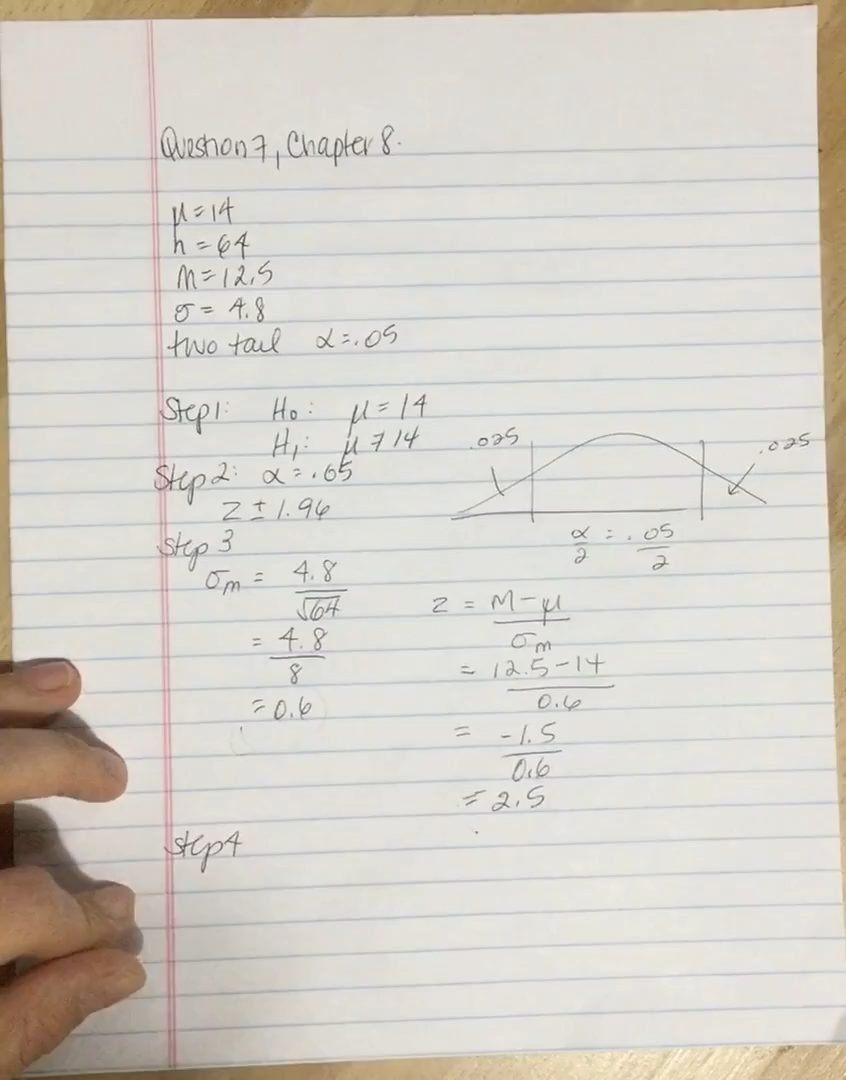 Question 7, Chapter 8.
μ = 14
n = 64
M = 12.5
σ = 4.8
two tail α = .05
Step 1: H₀: μ = 14
H₁: μ ≠ 14
.025
.025
Step 2: α = .05
Z ± 1.96
α/2 = .05/2
Step 3
σₘ = 4.8/√64
= 4.8/8
= 0.6
Z = M - μ/σₘ
= 12.5 - 14/0.6
= -1.5/0.6
= 2.5
Step 4